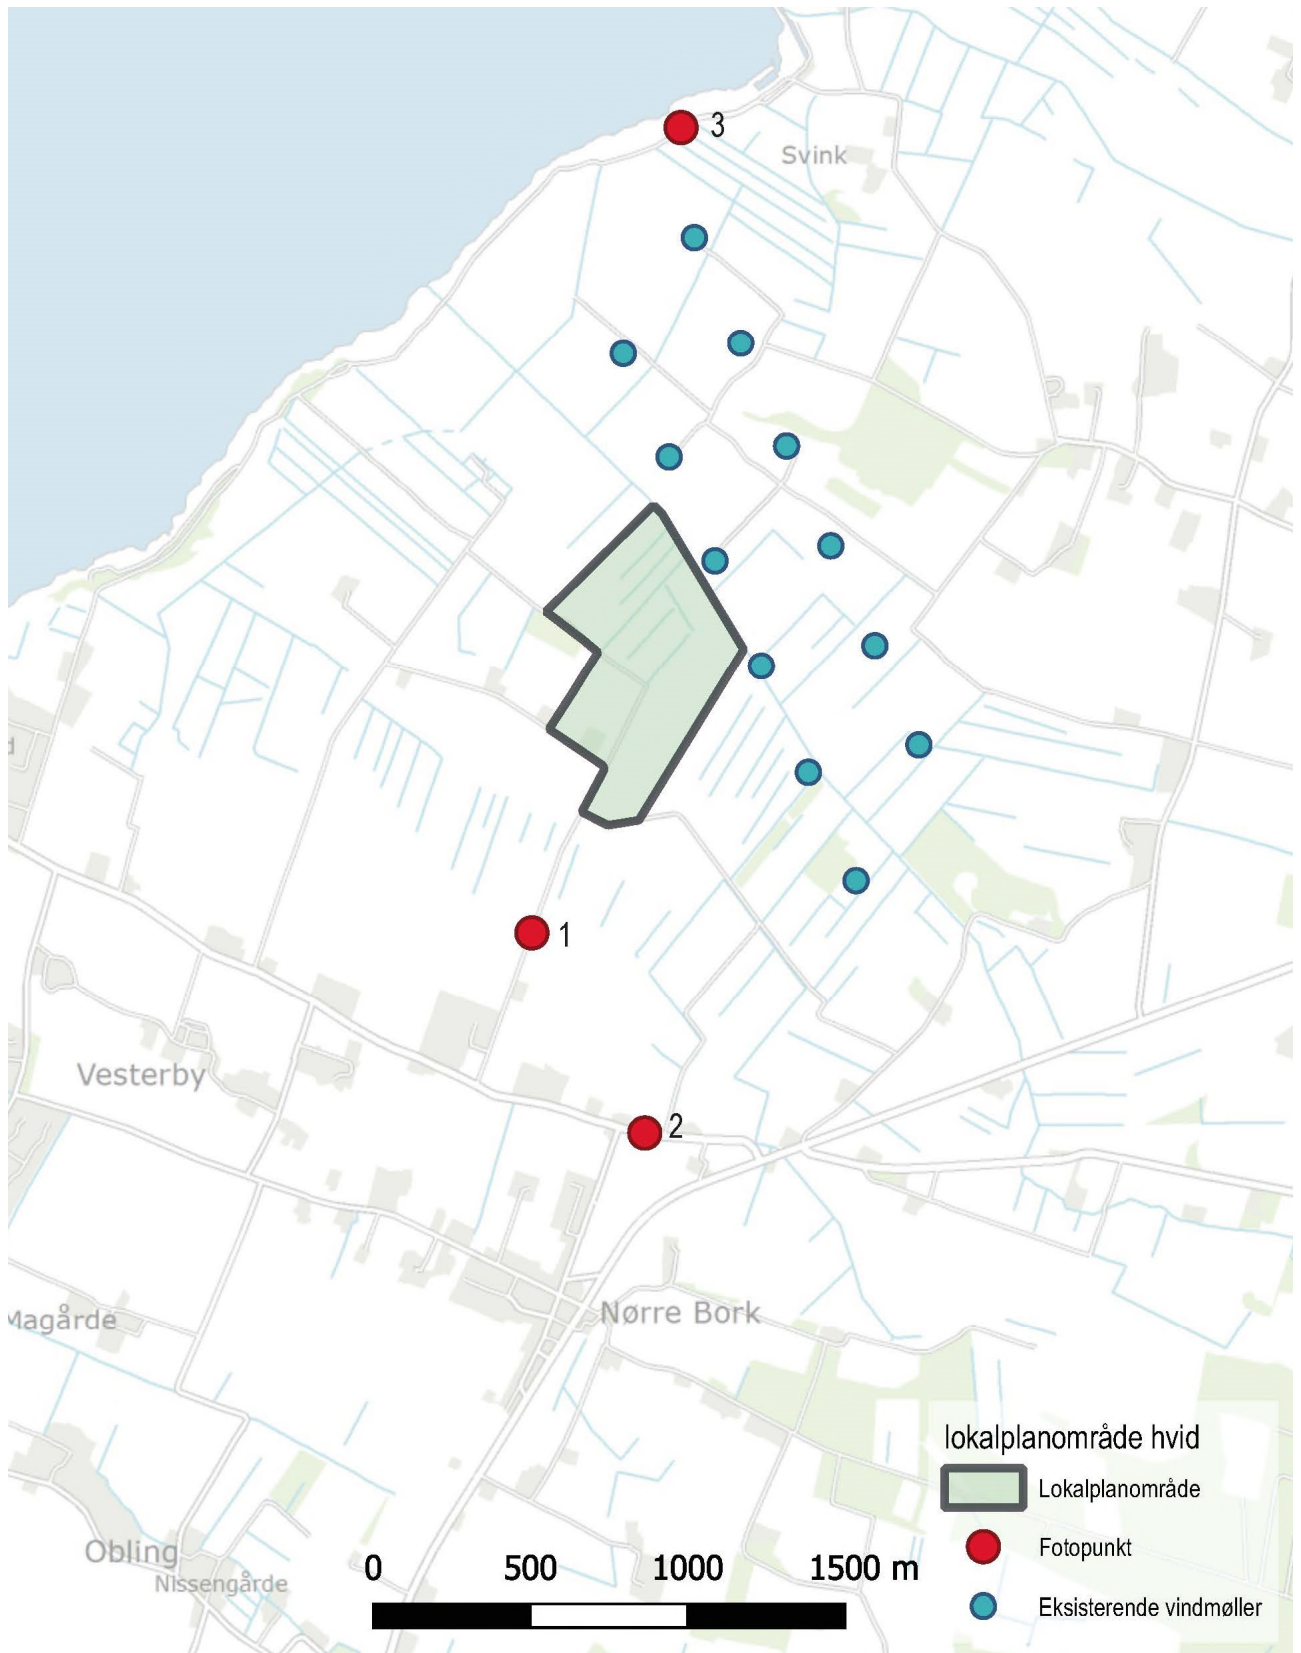 3
Svink
d
1
Vesterby
2
Magårde
Nørre Bork
lokalplanområde hvid
Lokalplanområde
Fotopunkt
Eksisterende vindmøller
Obling
Nissengårde
0 500 1000 1500 m